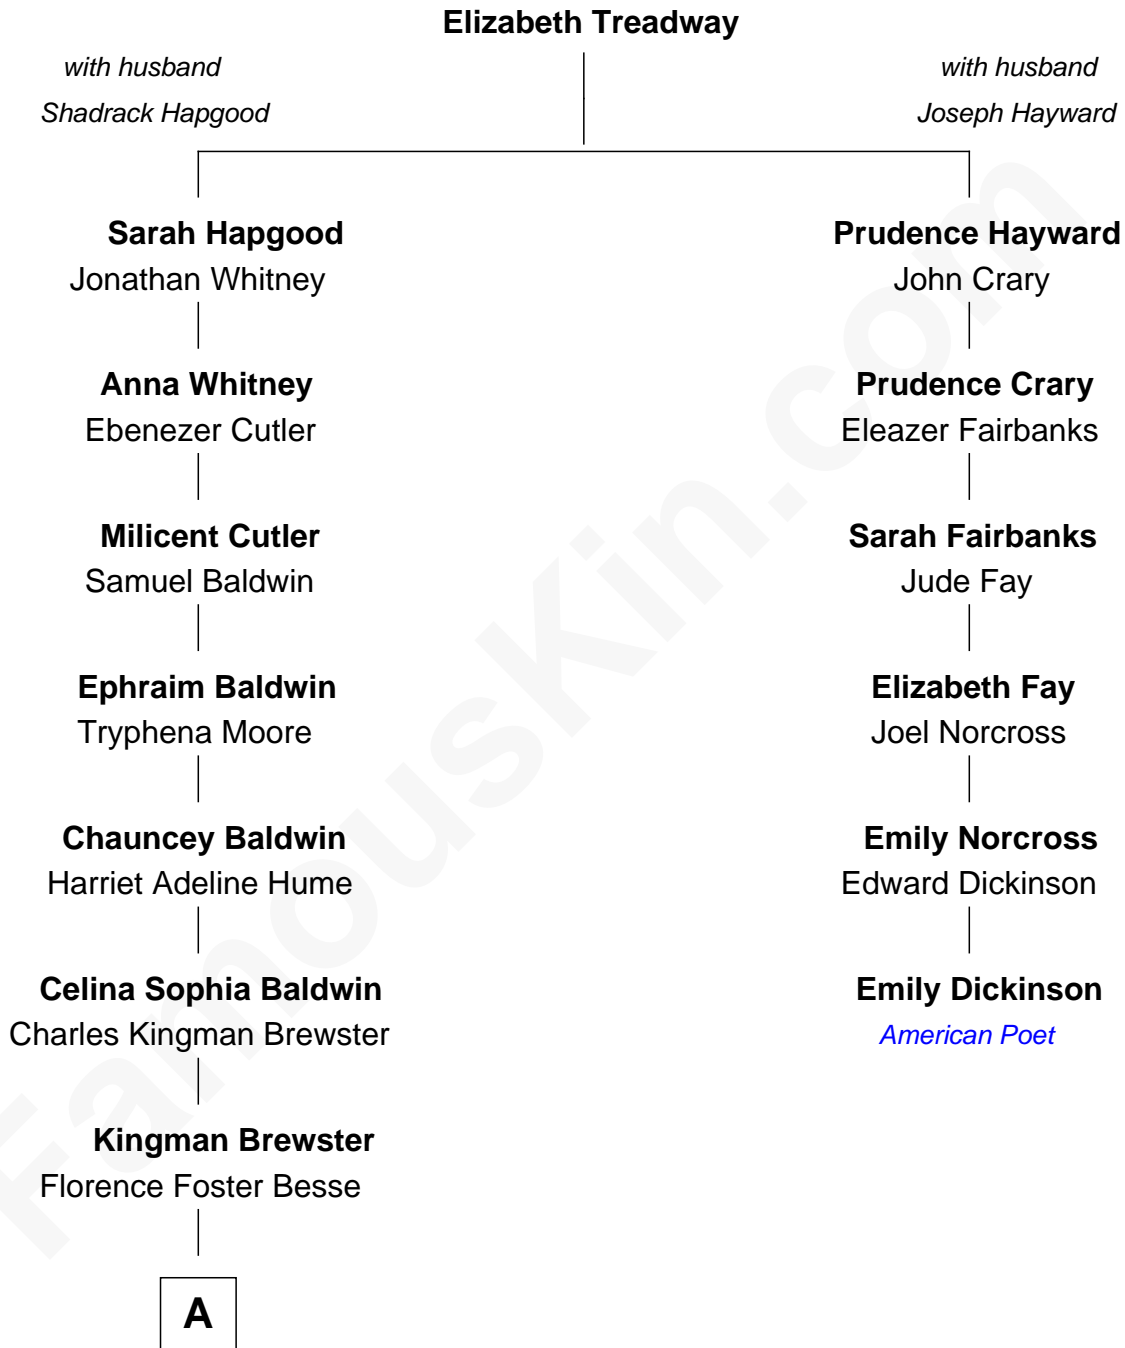 Elizabeth Treadway
with husband
Shadrack Hapgood
with husband
Joseph Hayward
Sarah Hapgood
Jonathan Whitney
Prudence Hayward
John Crary
Anna Whitney
Ebenezer Cutler
Prudence Crary
Eleazer Fairbanks
Milicent Cutler
Samuel Baldwin
Sarah Fairbanks
Jude Fay
Ephraim Baldwin
Tryphena Moore
Elizabeth Fay
Joel Norcross
Chauncey Baldwin
Harriet Adeline Hume
Emily Norcross
Edward Dickinson
Celina Sophia Baldwin
Charles Kingman Brewster
Emily Dickinson
American Poet
Kingman Brewster
Florence Foster Besse
A
FamousKin.com